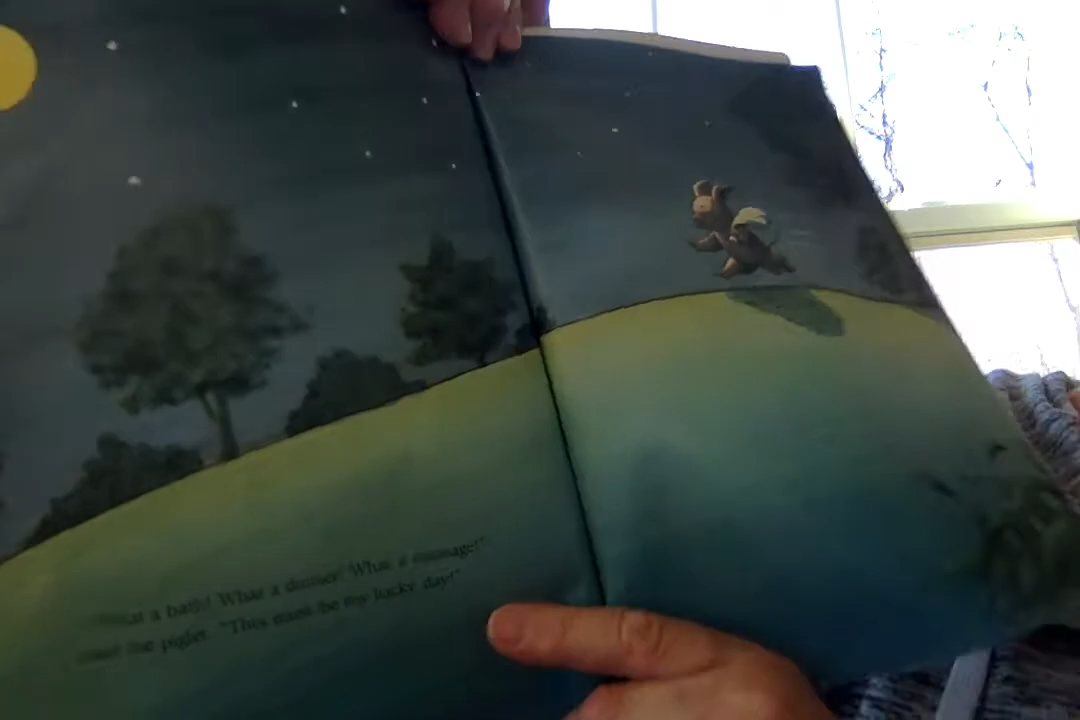 What a bath! What a dinner! What a massage!"
said the piglet. "This must be my lucky day!"